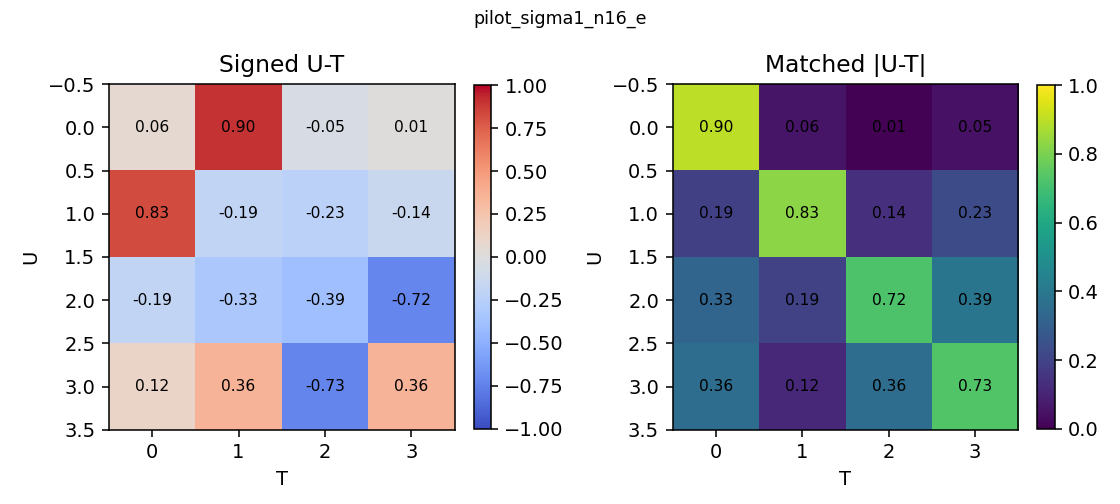 pilot_sigma1_n16_e
Signed U-T
−0.5
0.0
0.5
1.0
1.5
2.0
2.5
3.0
3.5
U
0.06 0.90 -0.05 0.01
0.83 -0.19 -0.23 -0.14
-0.19 -0.33 -0.39 -0.72
0.12 0.36 -0.73 0.36
0 1 2 3
T
1.00
0.75
0.50
0.25
0.00
−0.25
−0.50
−0.75
−1.00
Matched |U-T|
−0.5
0.0
0.5
1.0
1.5
2.0
2.5
3.0
3.5
U
0.90 0.06 0.01 0.05
0.19 0.83 0.14 0.23
0.33 0.19 0.72 0.39
0.36 0.12 0.36 0.73
0 1 2 3
T
1.0
0.8
0.6
0.4
0.2
0.0